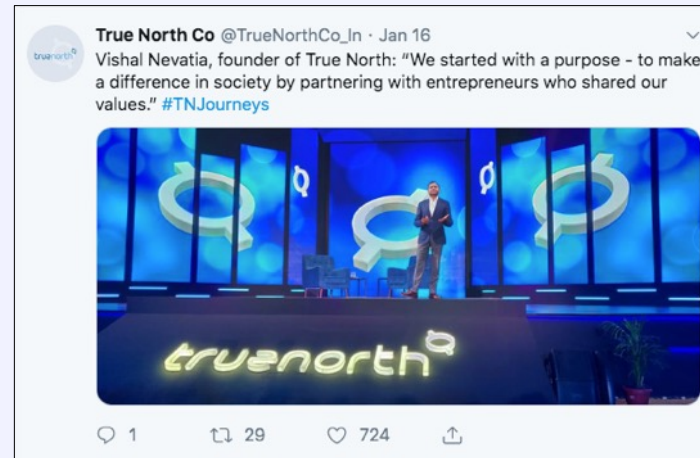 True North Co @TrueNorthCo_In · Jan 16
truenorth
Vishal Nevatia, founder of True North: “We started with a purpose - to make
a difference in society by partnering with entrepreneurs who shared our
values.” #TNJourneys
truenorth
1 29 724